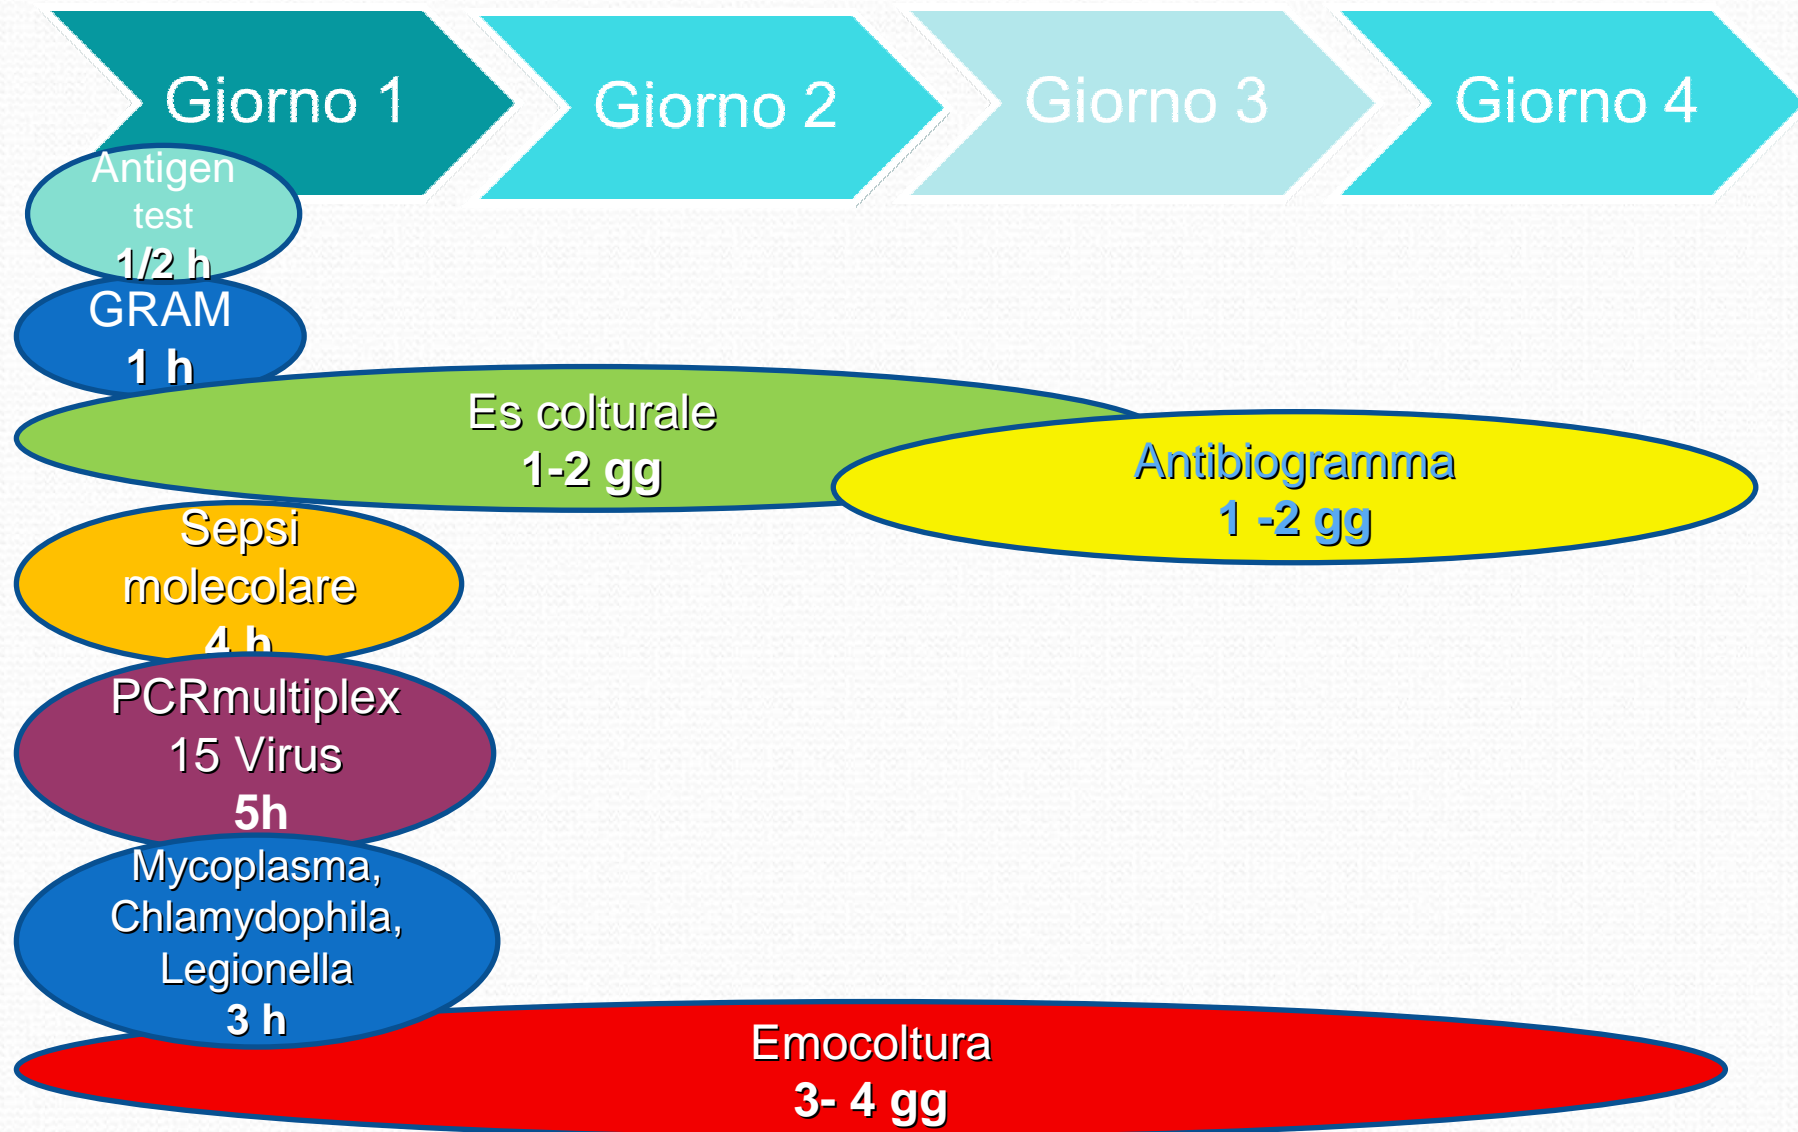 Giorno 1
Giorno 2
Giorno 3
Giorno 4
Antigen
test
1/2 h
GRAM
1 h
Es colturale
1-2 gg
Antibiogramma
1 -2 gg
Sepsi
molecolare
4 h
PCRmultiplex
15 Virus
5h
Mycoplasma,
Chlamydophila,
Legionella
3 h
Emocoltura
3- 4 gg